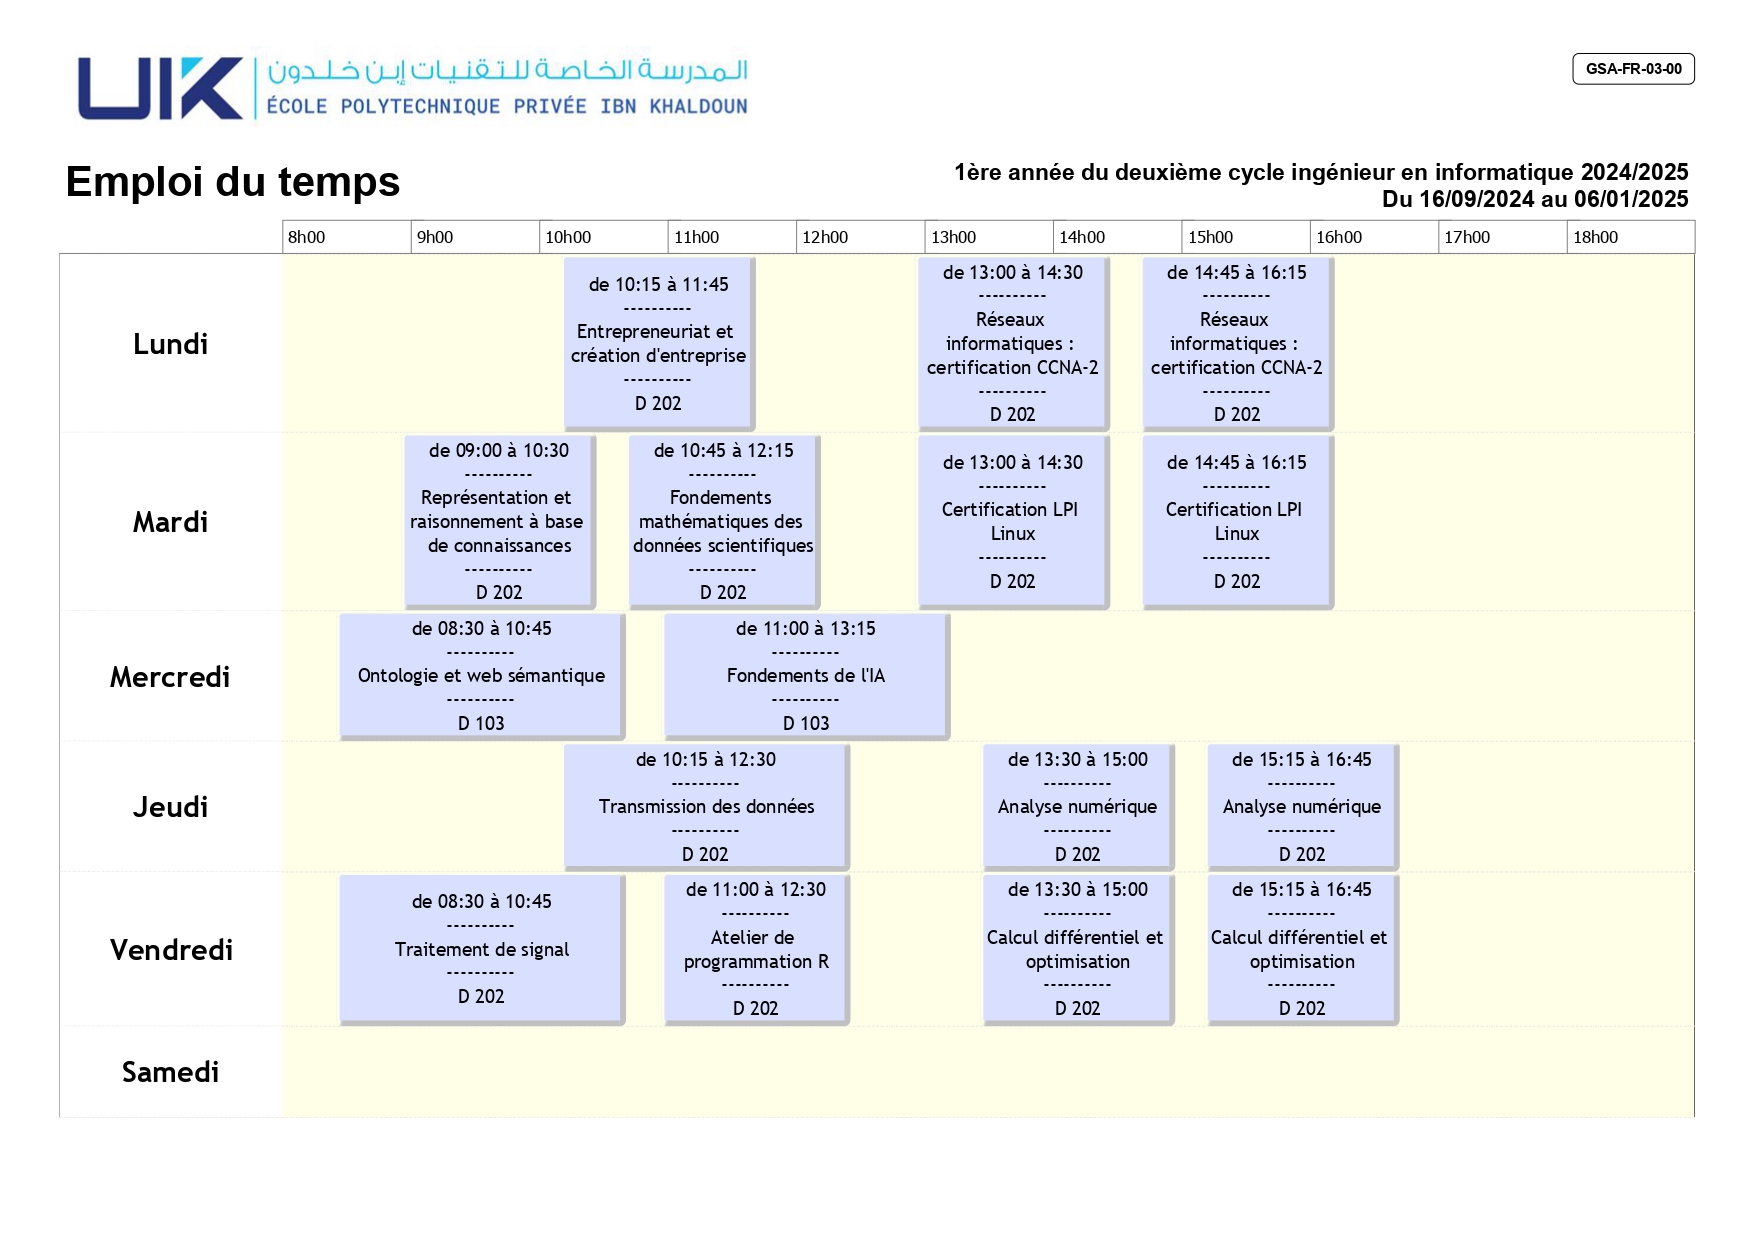 UIK
المدرسة الخاصة للتقنيات إبن خلدون
ÉCOLE POLYTECHNIQUE PRIVÉE IBN KHALDOUN
GSA-FR-03-00
Emploi du temps
1ère année du deuxième cycle ingénieur en informatique 2024/2025
Du 16/09/2024 au 06/01/2025
8h00 9h00 10h00 11h00 12h00 13h00 14h00 15h00 16h00 17h00 18h00
Lundi
de 10:15 à 11:45
----------
Entrepreneuriat et
création d'entreprise
----------
D 202
de 13:00 à 14:30
----------
Réseaux
informatiques :
certification CCNA-2
----------
D 202
de 14:45 à 16:15
----------
Réseaux
informatiques :
certification CCNA-2
----------
D 202
Mardi
de 09:00 à 10:30
----------
Représentation et
raisonnement à base
de connaissances
----------
D 202
de 10:45 à 12:15
----------
Fondements
mathématiques des
données scientifiques
----------
D 202
de 13:00 à 14:30
----------
Certification LPI
Linux
----------
D 202
de 14:45 à 16:15
----------
Certification LPI
Linux
----------
D 202
Mercredi
de 08:30 à 10:45
----------
Ontologie et web sémantique
----------
D 103
de 11:00 à 13:15
----------
Fondements de l'IA
----------
D 103
Jeudi
de 10:15 à 12:30
----------
Transmission des données
----------
D 202
de 13:30 à 15:00
----------
Analyse numérique
----------
D 202
de 15:15 à 16:45
----------
Analyse numérique
----------
D 202
Vendredi
de 08:30 à 10:45
----------
Traitement de signal
----------
D 202
de 11:00 à 12:30
----------
Atelier de
programmation R
----------
D 202
de 13:30 à 15:00
----------
Calcul différentiel et
optimisation
----------
D 202
de 15:15 à 16:45
----------
Calcul différentiel et
optimisation
----------
D 202
Samedi